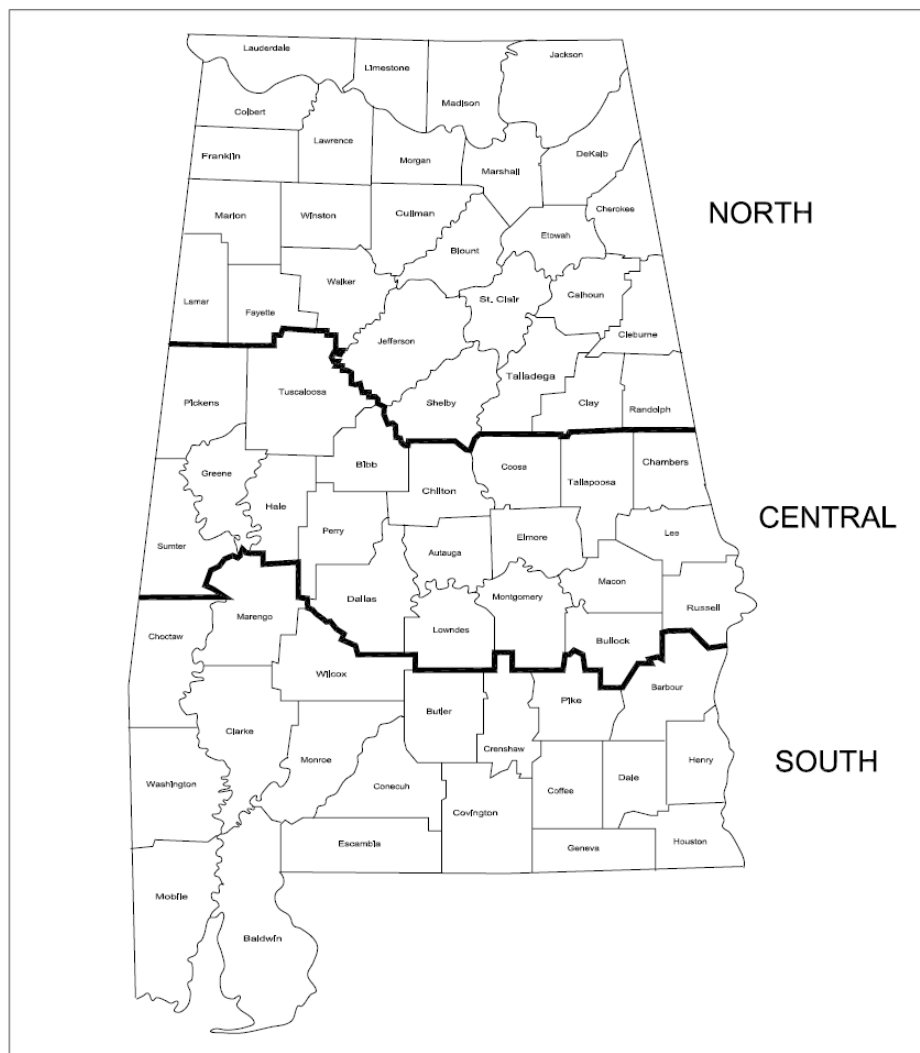 Lauderdale
Limestone
Jackson
Madison
Colbert
Lawrence
Franklin
Morgan
Marshall
DeKalb
Marion
Winston
Cullman
Cherokee
NORTH
Etowah
Blount
Walker
St. Clair
Calhoun
Lamar
Fayette
Jefferson
Cleburne
Talladega
Tuscaloosa
Pickens
Shelby
Clay
Randolph
Bibb
Greene
Coosa
Chambers
Chilton
Tallapoosa
Hale
CENTRAL
Perry
Elmore
Lee
Sumter
Autauga
Macon
Dallas
Montgomery
Russell
Marengo
Lowndes
Choctaw
Bullock
Wilcox
Barbour
Pike
Butler
Clarke
Crenshaw
Monroe
Henry
SOUTH
Washington
Conecuh
Dale
Coffee
Covington
Escambia
Geneva
Houston
Mobile
Baldwin